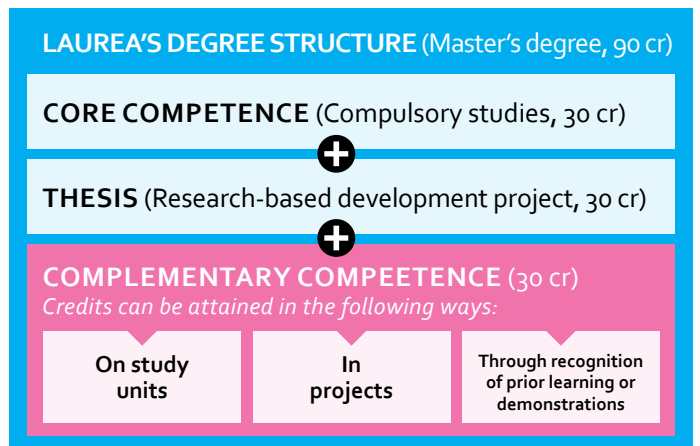 LAUREA'S DEGREE STRUCTURE (Master's degree, 90 cr)
CORE COMPETENCE (Compulsory studies, 30 cr)
+
THESIS (Research-based development project, 30 cr)
+
COMPLEMENTARY COMPEETENCE (30 cr)
Credits can be attained in the following ways:
On study
units
In
projects
Through recognition
of prior learning or
demonstrations